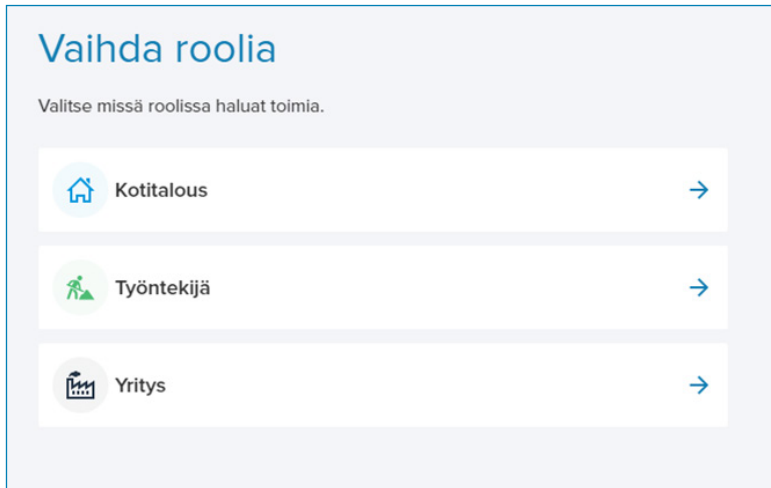 Vaihda roolia
Valitse missä roolissa haluat toimia.
Kotitalous
Työntekijä
Yritys